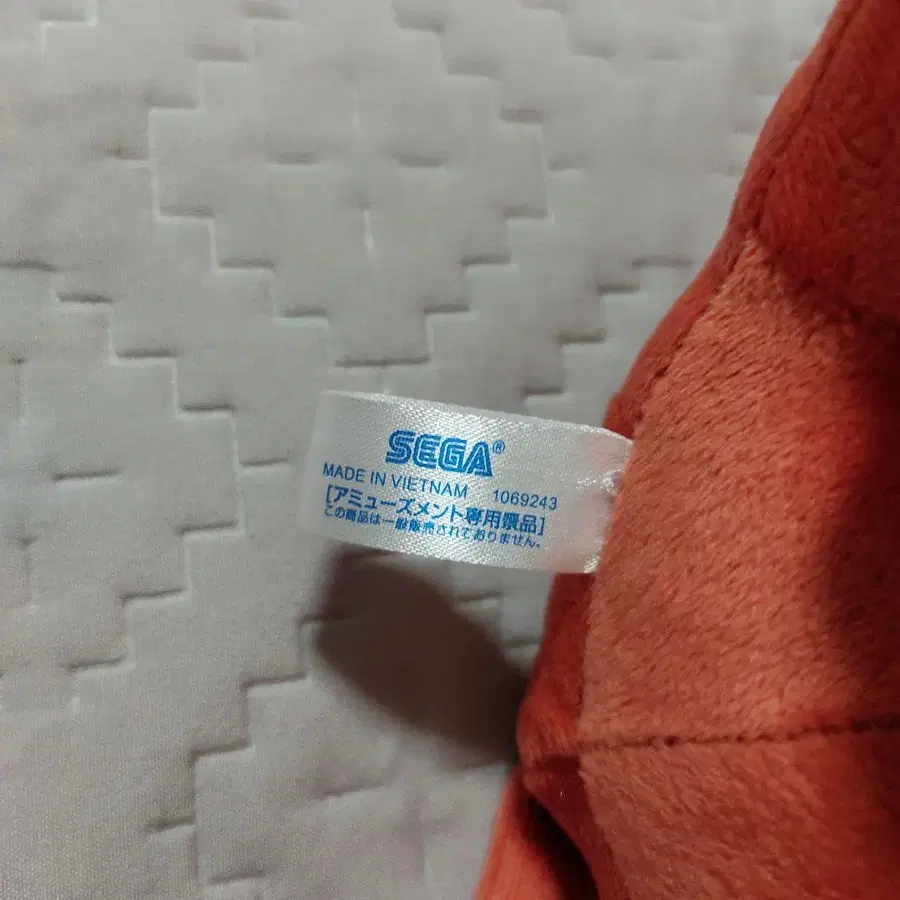 SEGA®
MADE IN VIETNAM 1069243
[アミューズメント専用景品]
この商品は一般販売されておりません。